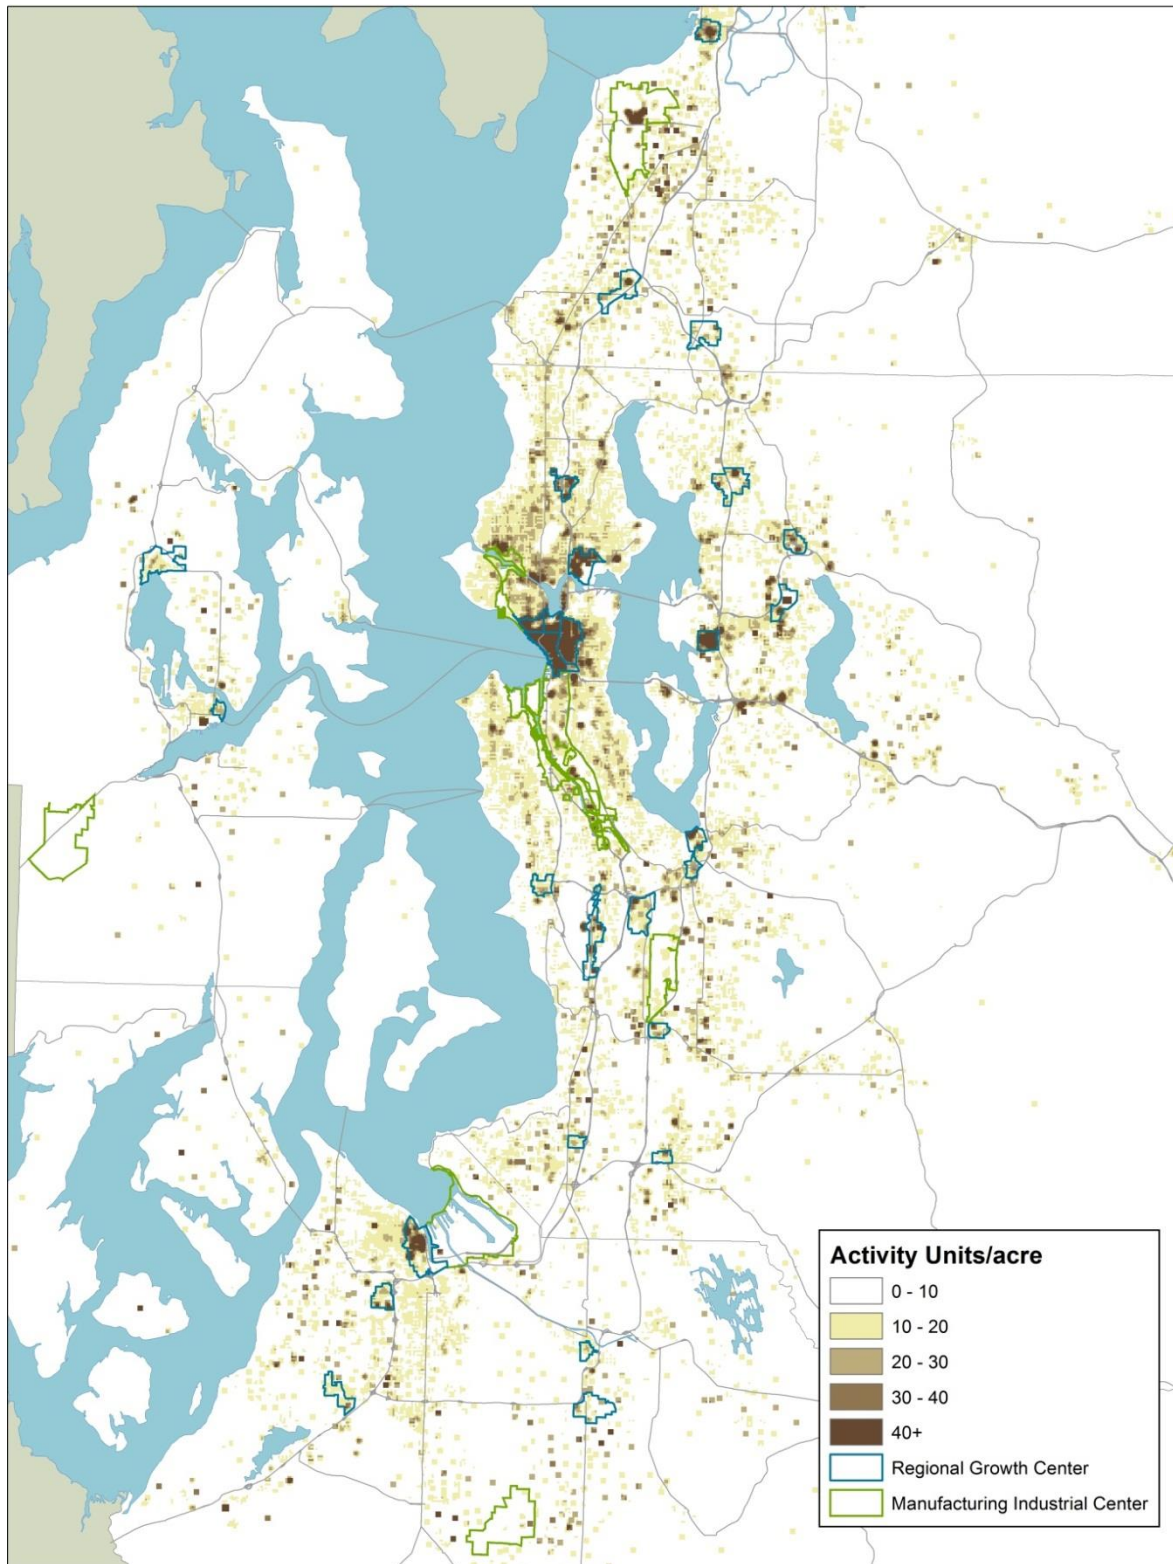 Activity Units/acre
0 - 10
10 - 20
20 - 30
30 - 40
40+
Regional Growth Center
Manufacturing Industrial Center